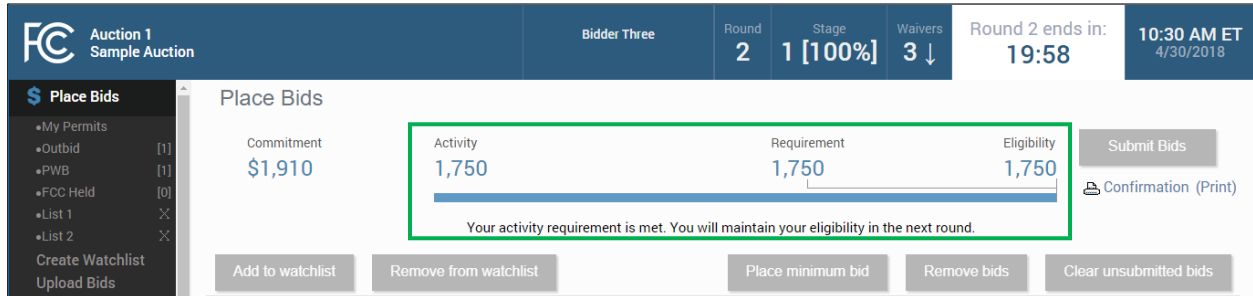 FCC
Auction 1
Sample Auction
Bidder Three
Round
2
Stage
1 [100%]
Waivers
3 ↓
Round 2 ends in:
19:58
10:30 AM ET
4/30/2018
$ Place Bids
•My Permits
•Outbid [1]
•PWB [1]
•FCC Held [0]
•List 1 X
•List 2 X
Create Watchlist
Upload Bids
Place Bids
Commitment
$1,910
Activity
1,750
Requirement
1,750
Eligibility
1,750
Your activity requirement is met. You will maintain your eligibility in the next round.
Submit Bids
Confirmation (Print)
Add to watchlist
Remove from watchlist
Place minimum bid
Remove bids
Clear unsubmitted bids